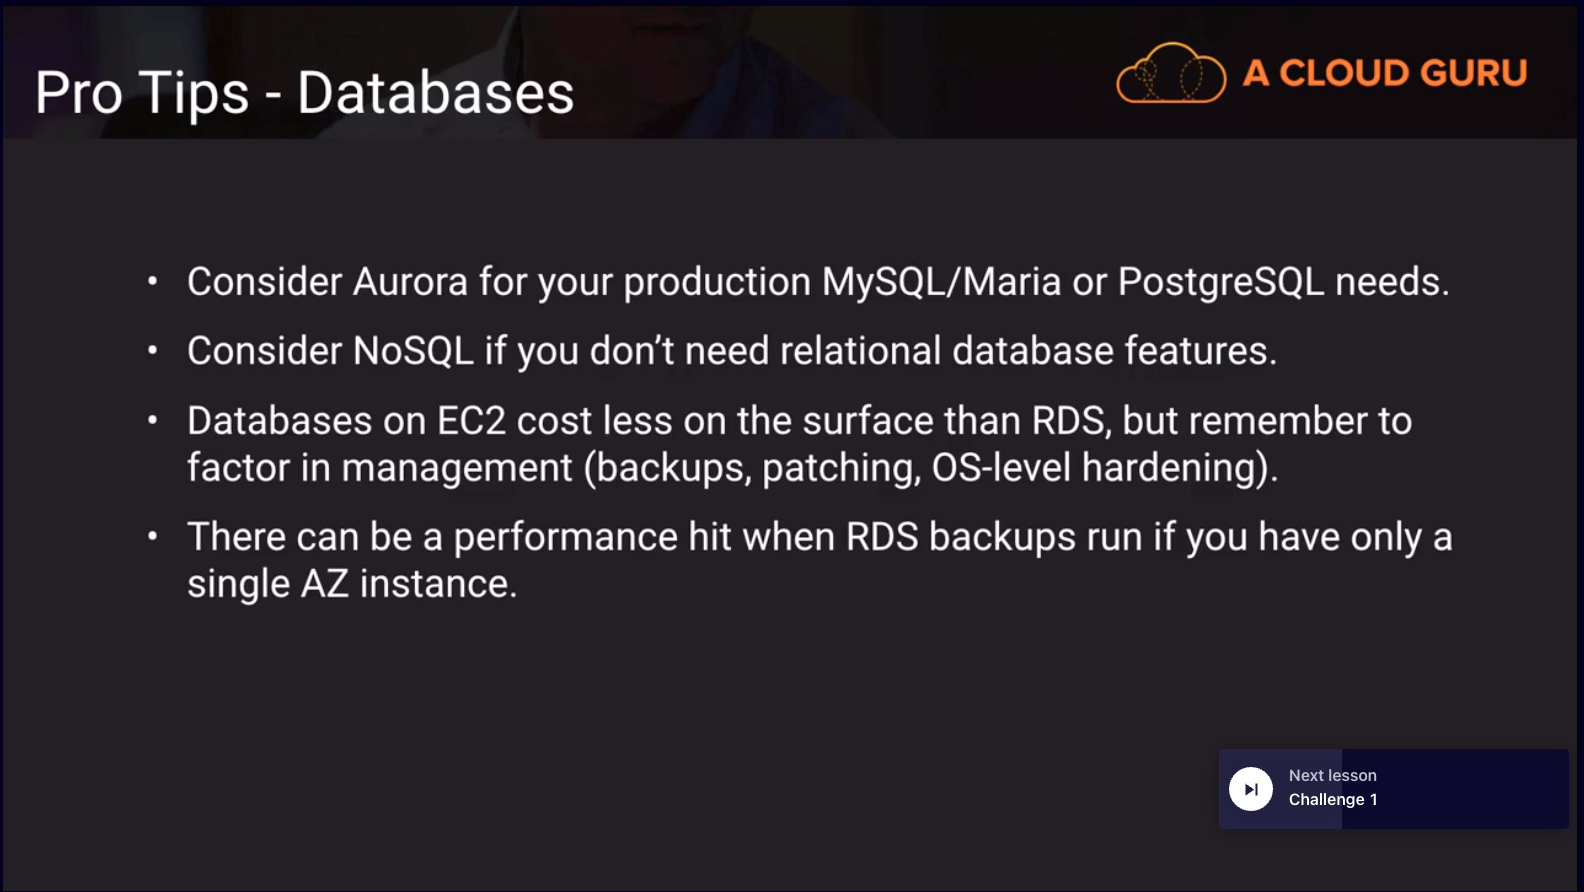 Pro Tips - Databases
A CLOUD GURU
• Consider Aurora for your production MySQL/Maria or PostgreSQL needs.
• Consider NoSQL if you don’t need relational database features.
• Databases on EC2 cost less on the surface than RDS, but remember to
factor in management (backups, patching, OS-level hardening).
• There can be a performance hit when RDS backups run if you have only a
single AZ instance.
Next lesson
Challenge 1